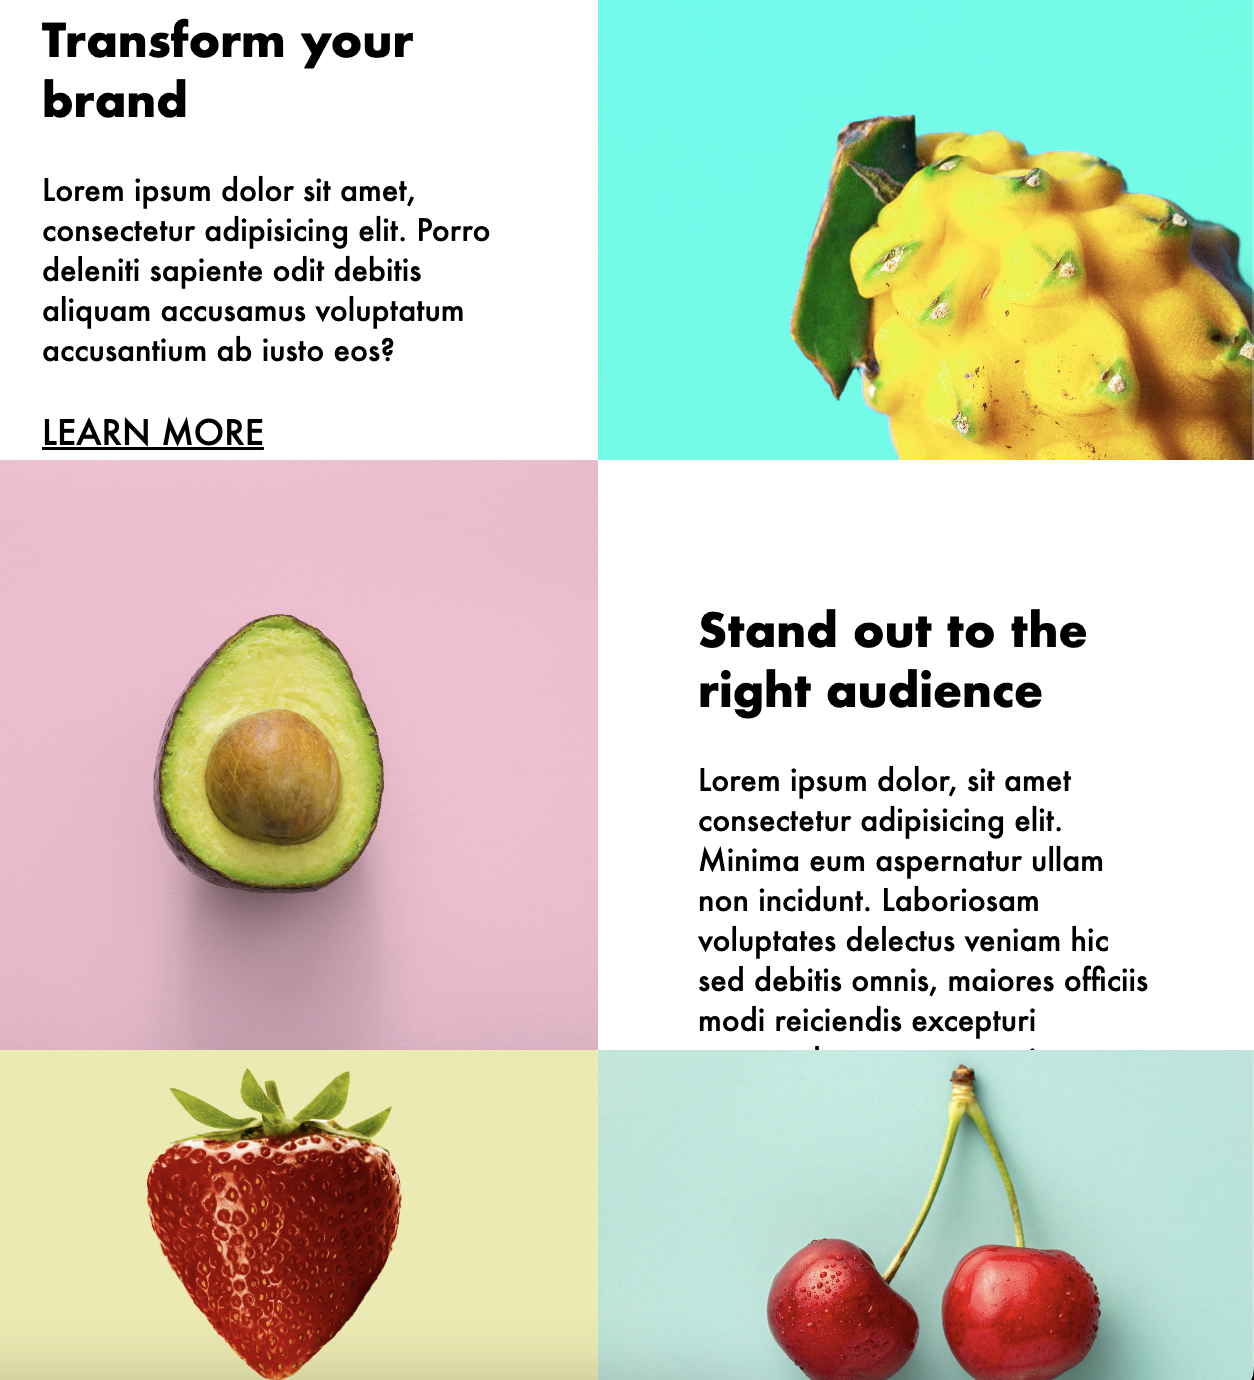 Transform your
brand
Lorem ipsum dolor sit amet,
consectetur adipisicing elit. Porro
deleniti sapiente odit debitis
aliquam accusamus voluptatum
accusantium ab iusto eos?
LEARN MORE
Stand out to the
right audience
Lorem ipsum dolor, sit amet
consectetur adipisicing elit.
Minima eum aspernatur ullam
non incidunt. Laboriosam
voluptates delectus veniam hic
sed debitis omnis, maiores officiis
modi reiciendis excepturi